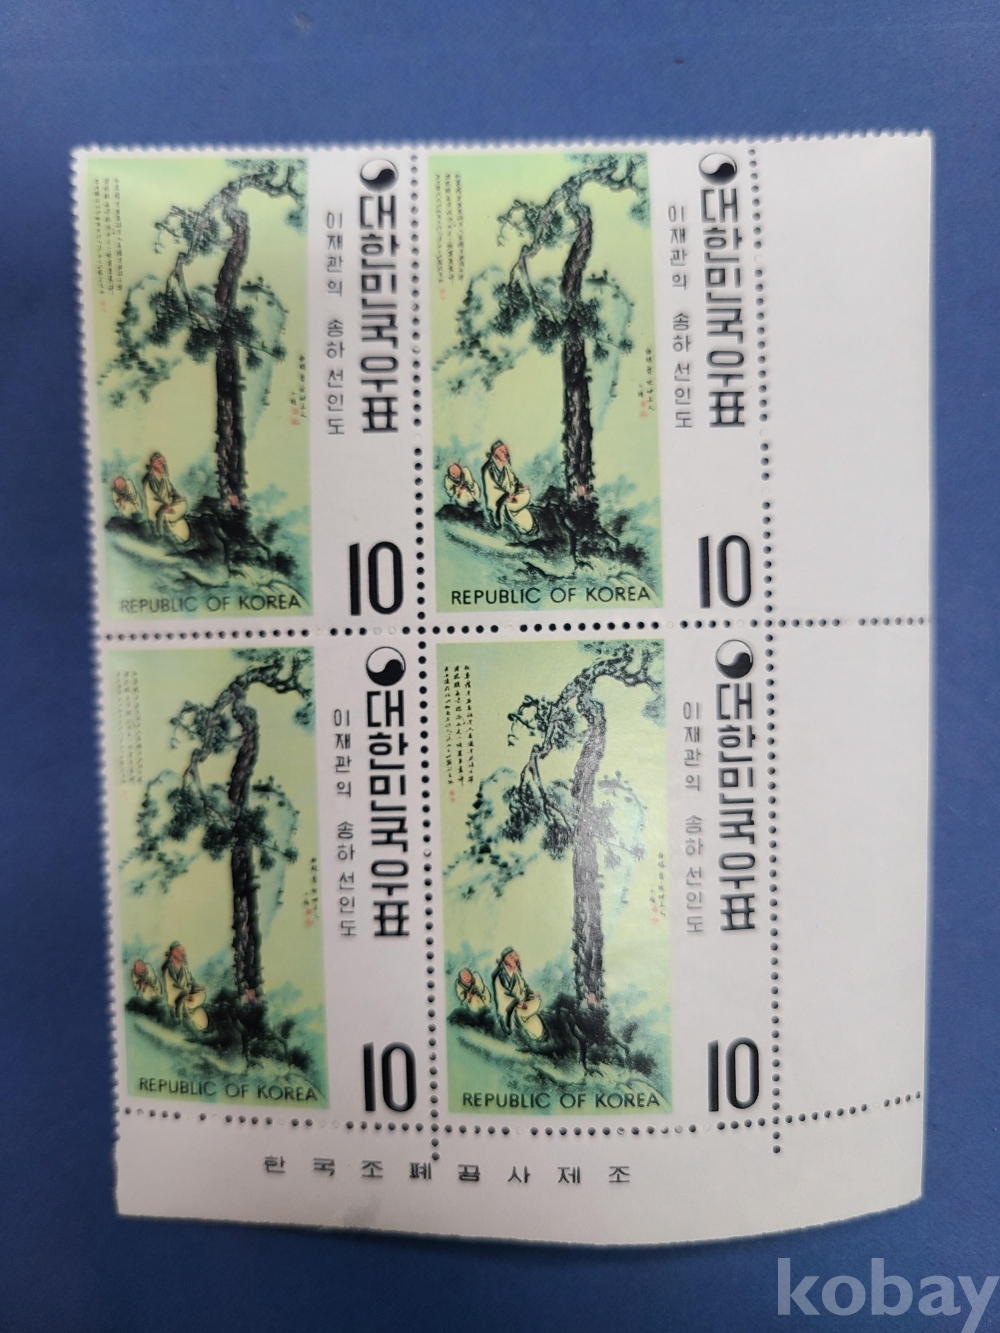 대한민국우표
이재관의 송하 선인도
10
REPUBLIC OF KOREA
대한민국우표
이재관의 송하 선인도
10
REPUBLIC OF KOREA
대한민국우표
이재관의 송하 선인도
10
REPUBLIC OF KOREA
대한민국우표
이재관의 송하 선인도
10
REPUBLIC OF KOREA
한국조폐공사제조
kobay